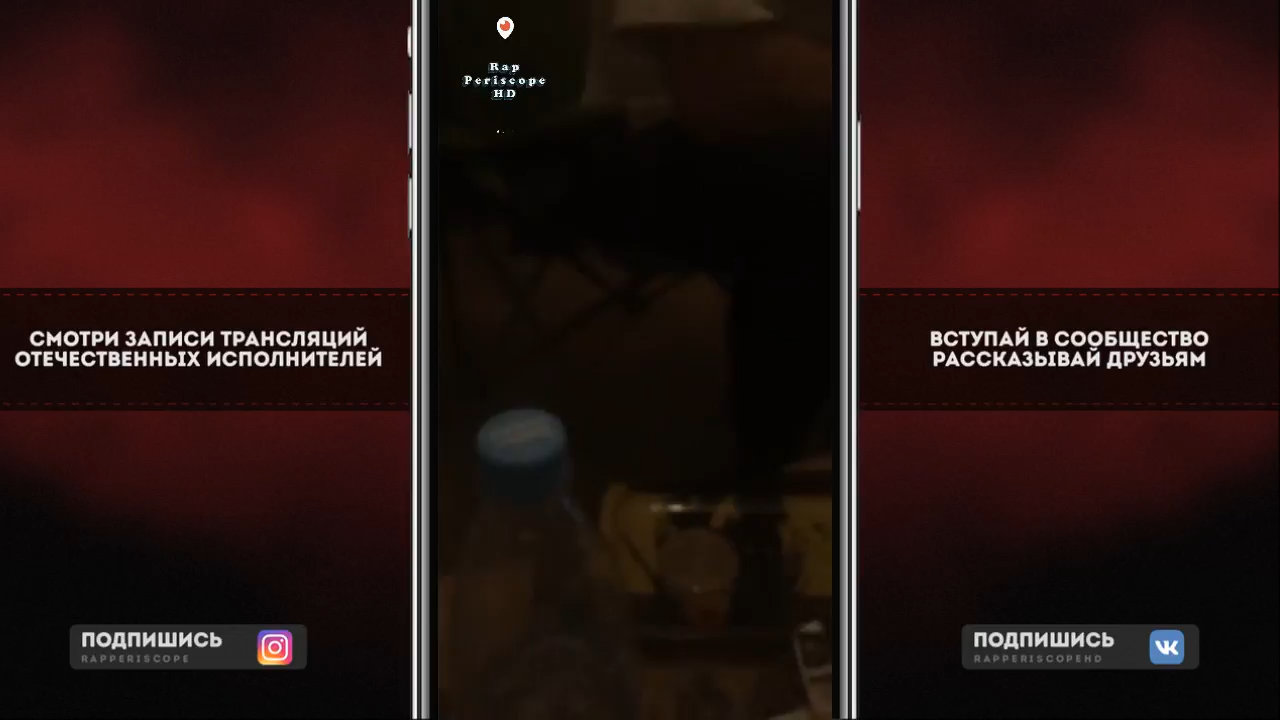 Rap
Periscope
HD
СМОТРИ ЗАПИСИ ТРАНСЛЯЦИЙ
ОТЕЧЕСТВЕННЫХ ИСПОЛНИТЕЛЕЙ
ВСТУПАЙ В СООБЩЕСТВО
РАССКАЗЫВАЙ ДРУЗЬЯМ
ПОДПИШИСЬ
RAPPERISCOPE
ПОДПИШИСЬ
RAPPERISCOPEHD